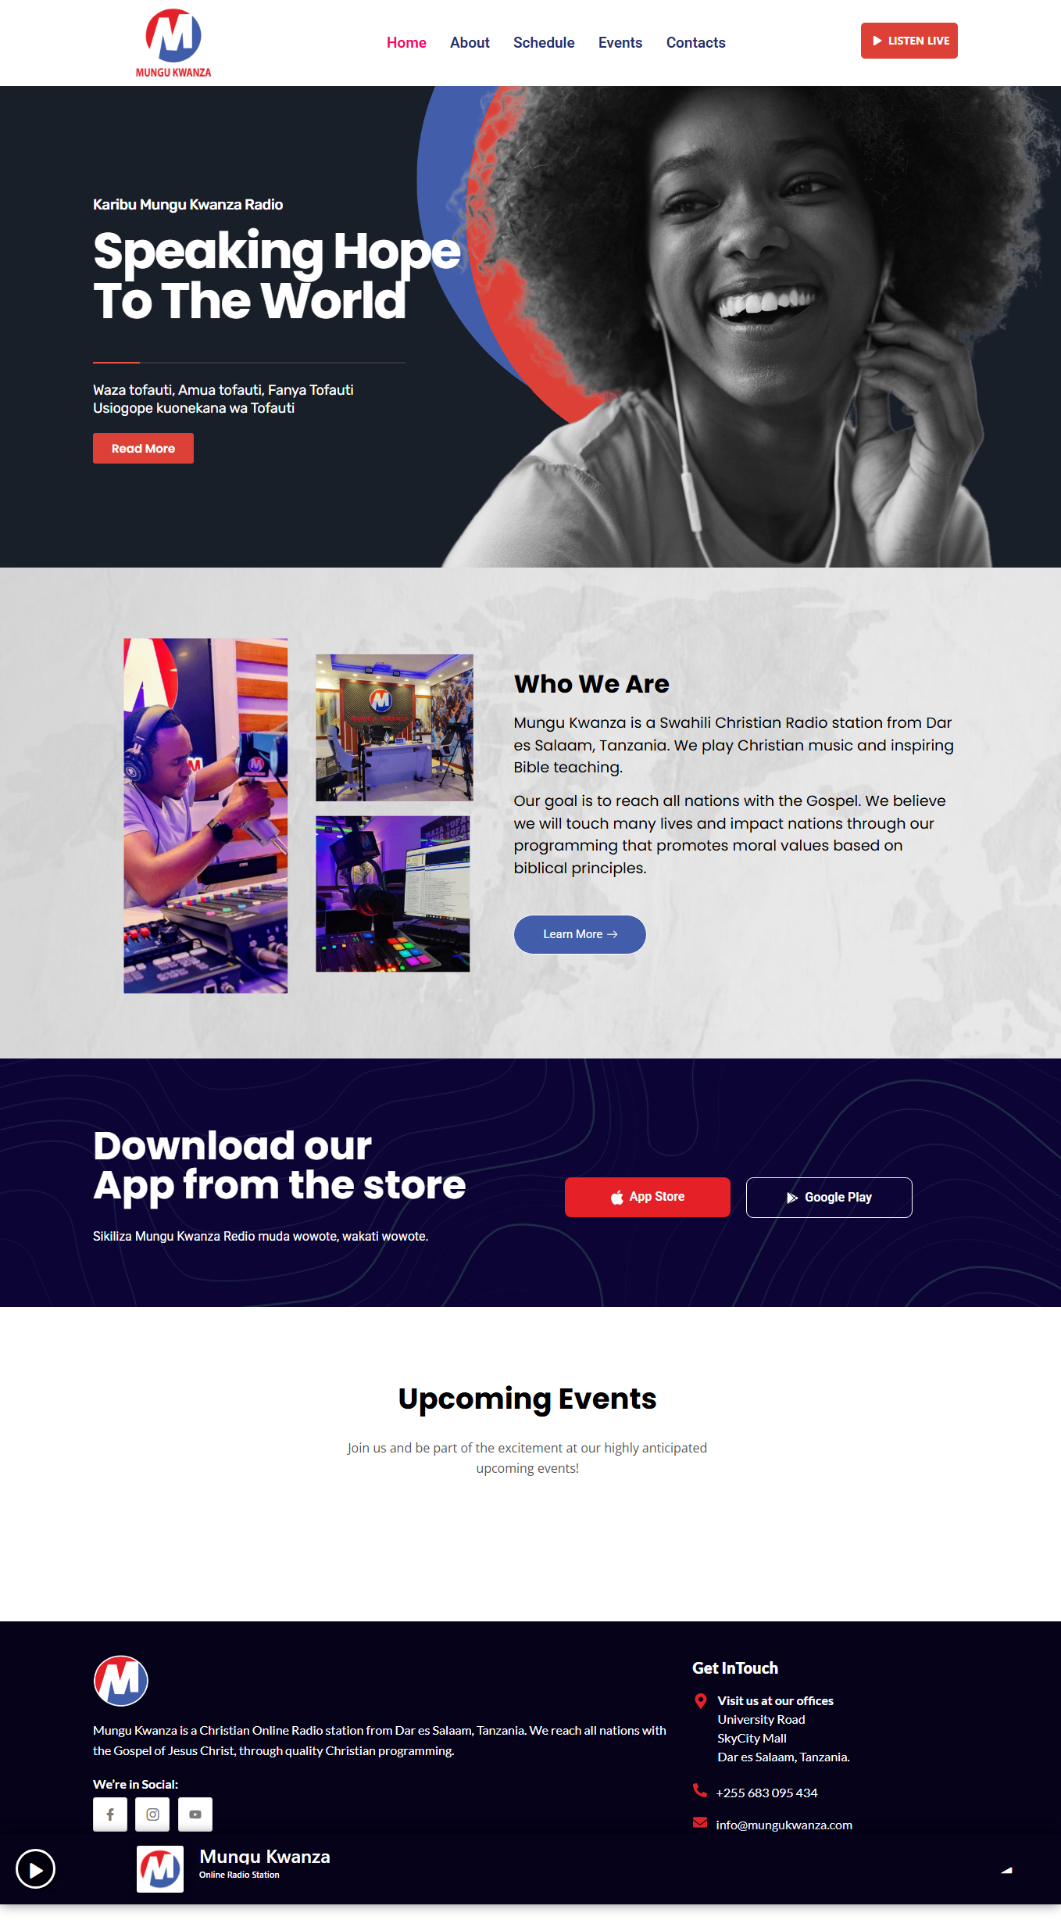 MUNGU KWANZA
Home
About
Schedule
Events
Contacts
LISTEN LIVE
Karibu Mungu Kwanza Radio
Speaking Hope
To The World
Waza tofauti, Amua tofauti, Fanya Tofauti
Usiogope kuonekana wa Tofauti
Read More
Who We Are
Mungu Kwanza is a Swahili Christian Radio station from Dar
es Salaam, Tanzania. We play Christian music and inspiring
Bible teaching.
Our goal is to reach all nations with the Gospel. We believe
we will touch many lives and impact nations through our
programming that promotes moral values based on
biblical principles.
Learn More →
Download our
App from the store
Sikiliza Mungu Kwanza Redio muda wowote, wakati wowote.
App Store
Google Play
Upcoming Events
Join us and be part of the excitement at our highly anticipated
upcoming events!
Mungu Kwanza is a Christian Online Radio station from Dar es Salaam, Tanzania. We reach all nations with
the Gospel of Jesus Christ, through quality Christian programming.
We're in Social:
Get InTouch
Visit us at our offices
University Road
SkyCity Mall
Dar es Salaam, Tanzania.
+255 683 095 434
info@mungukwanza.com
Mungu Kwanza
Online Radio Station